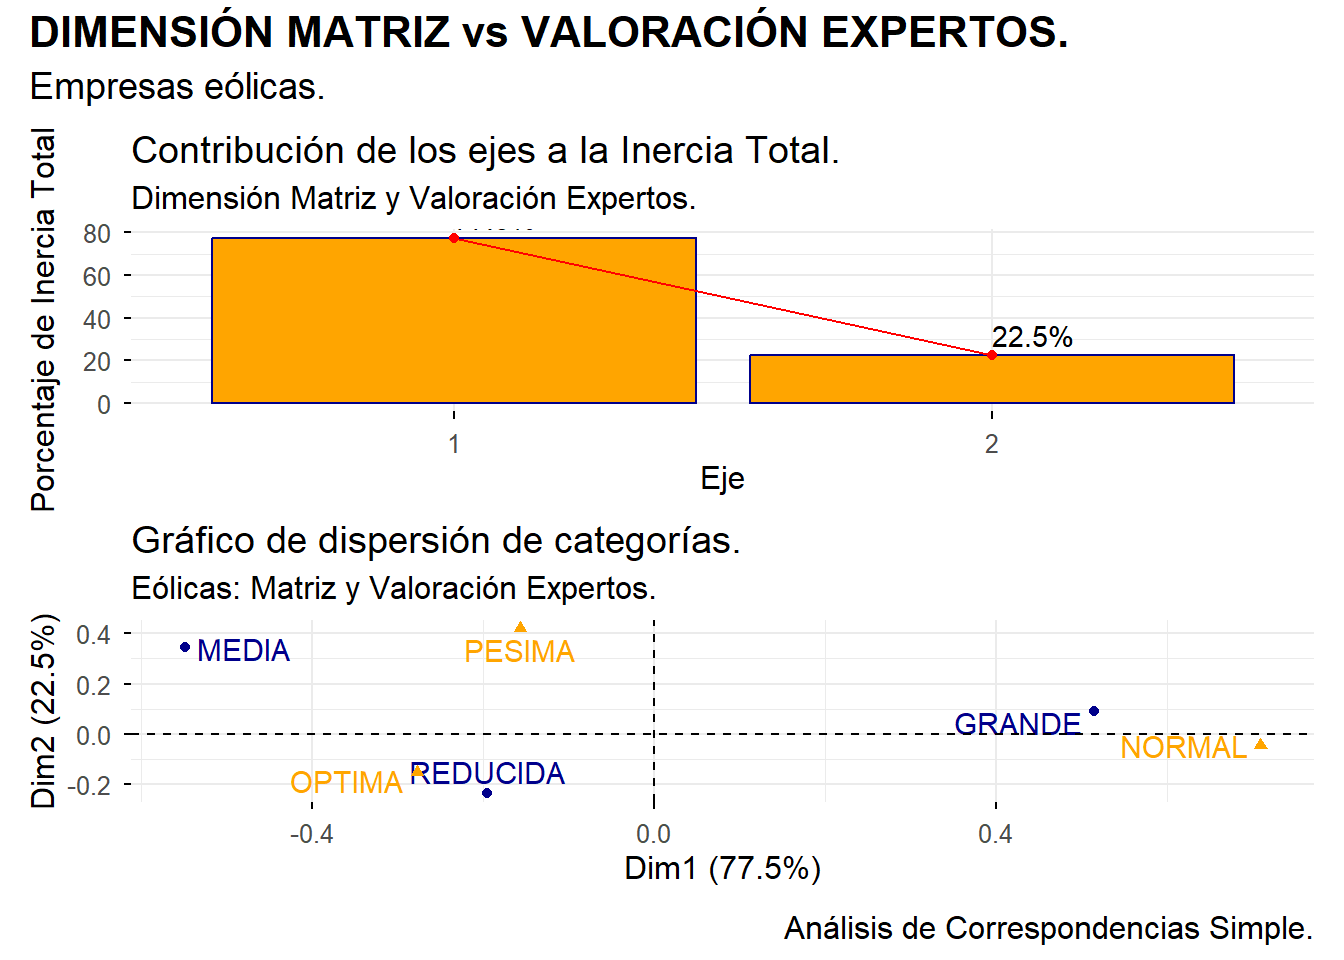 DIMENSIÓN MATRIZ vs VALORACIÓN EXPERTOS.
Empresas eólicas.
Contribución de los ejes a la Inercia Total.
Dimensión Matriz y Valoración Expertos.
Porcentaje de Inercia Total
80
60
40
20
0
22.5%
1
2
Eje
Gráfico de dispersión de categorías.
Eólicas: Matriz y Valoración Expertos.
Dim2 (22.5%)
0.4
0.2
0.0
-0.2
MEDIA
PESIMA
GRANDE
NORMAL
OPTIMA
REDUCIDA
-0.4
0.0
0.4
Dim1 (77.5%)
Análisis de Correspondencias Simple.